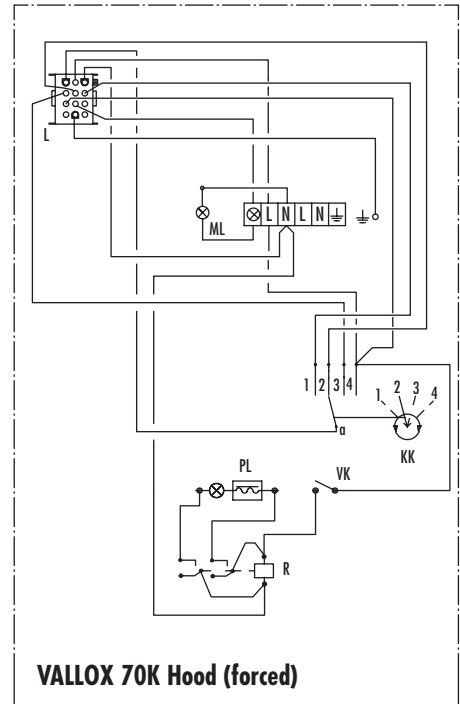 L
ML
L N L N
1 2 3 4
1 2 3 4
a
KK
PL
VK
R
VALLOX 70K Hood (forced)